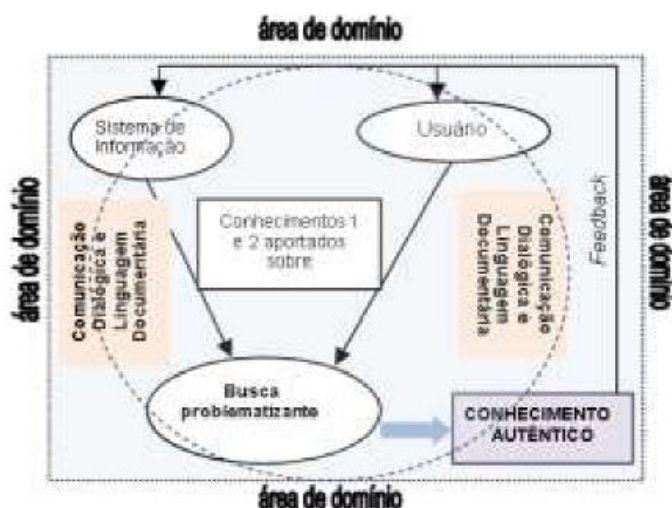 área de domínio
Sistema de
Informação
Usuário
área de domínio
Comunicação
Dialógica e
Linguagem
Documentária
Conhecimentos 1
e 2 aportados
sobre
Comunicação
Dialógica e
Linguagem
Documentária
Feedback
área de domínio
Busca
problematizante
CONHECIMENTO
AUTÊNTICO
área de domínio